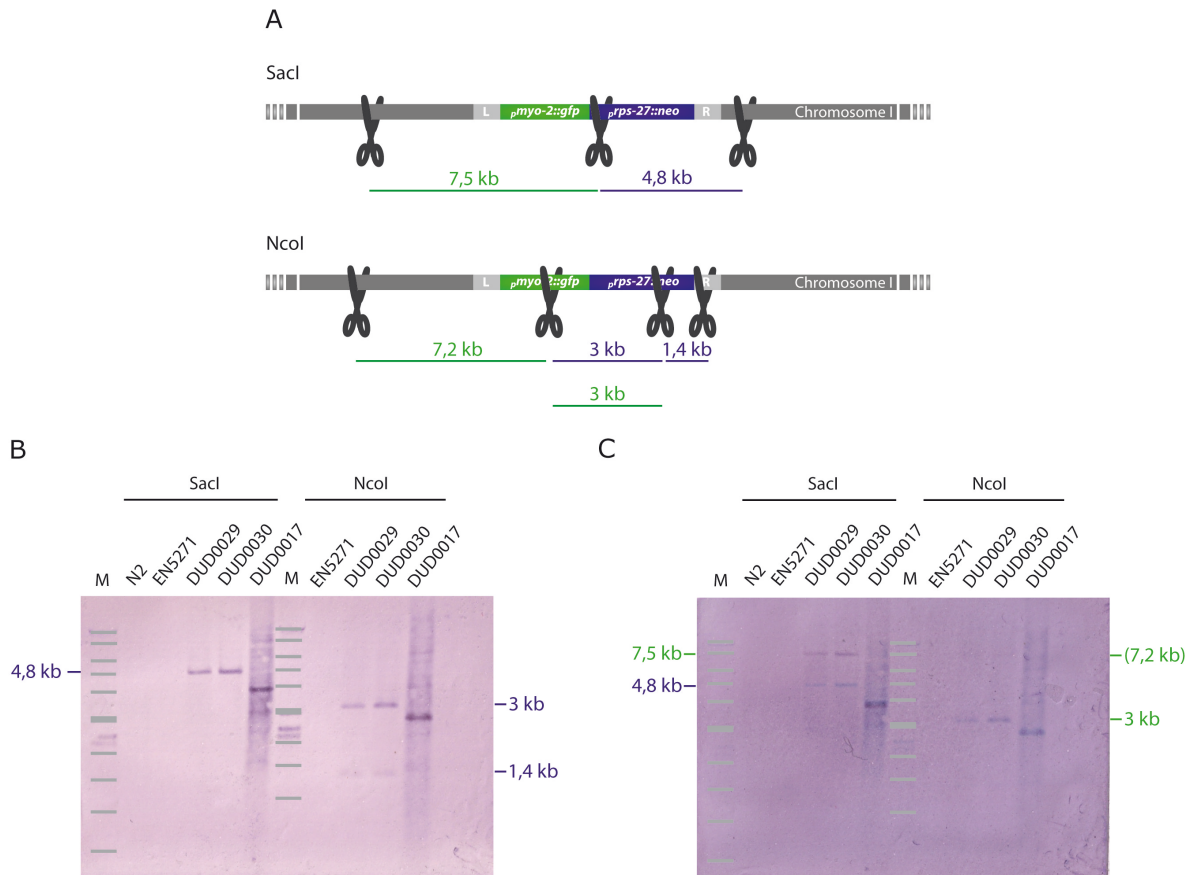 A
SacI
L pmyo-2::gfp prps-27::neo R Chromosome I
7,5 kb 4,8 kb
NcoI
L pmyo-2::gfp prps-27::neo R Chromosome I
7,2 kb 3 kb 1,4 kb
3 kb
B
SacI NcoI
M N2 EN5271 DUD0029 DUD0030 DUD0017 M EN5271 DUD0029 DUD0030 DUD0017
4,8 kb
3 kb
1,4 kb
C
SacI NcoI
M N2 EN5271 DUD0029 DUD0030 DUD0017 M EN5271 DUD0029 DUD0030 DUD0017
7,5 kb (7,2 kb)
4,8 kb
3 kb